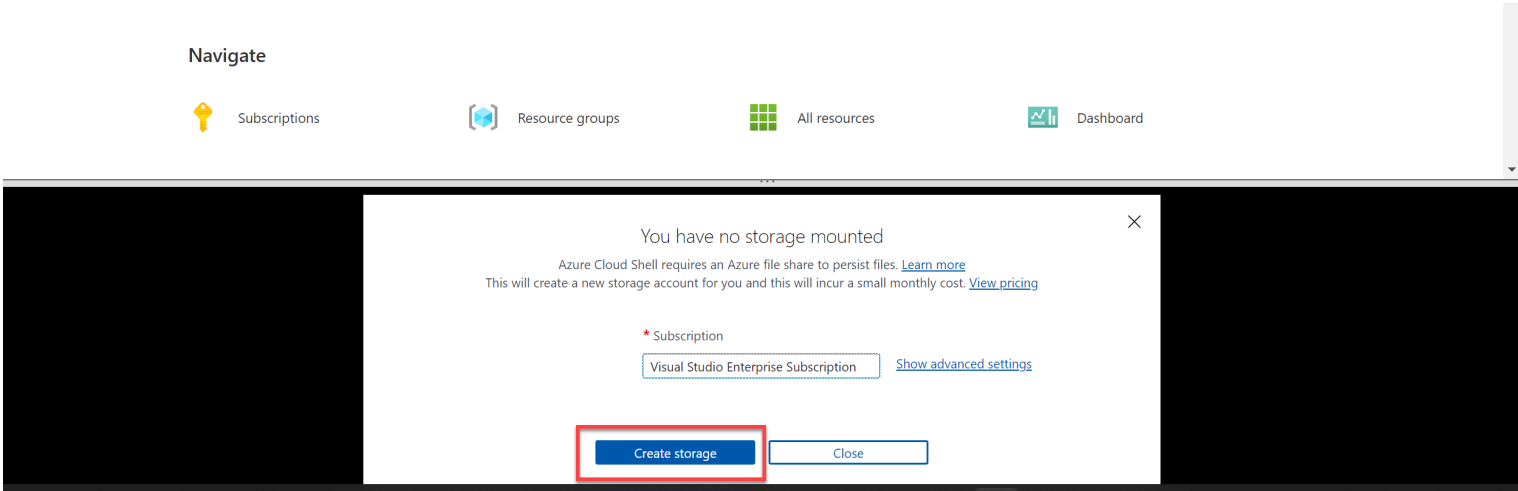 Navigate
Subscriptions
Resource groups
All resources
Dashboard
...
You have no storage mounted
Azure Cloud Shell requires an Azure file share to persist files. Learn more
This will create a new storage account for you and this will incur a small monthly cost. View pricing
* Subscription
Visual Studio Enterprise Subscription
Show advanced settings
Create storage
Close